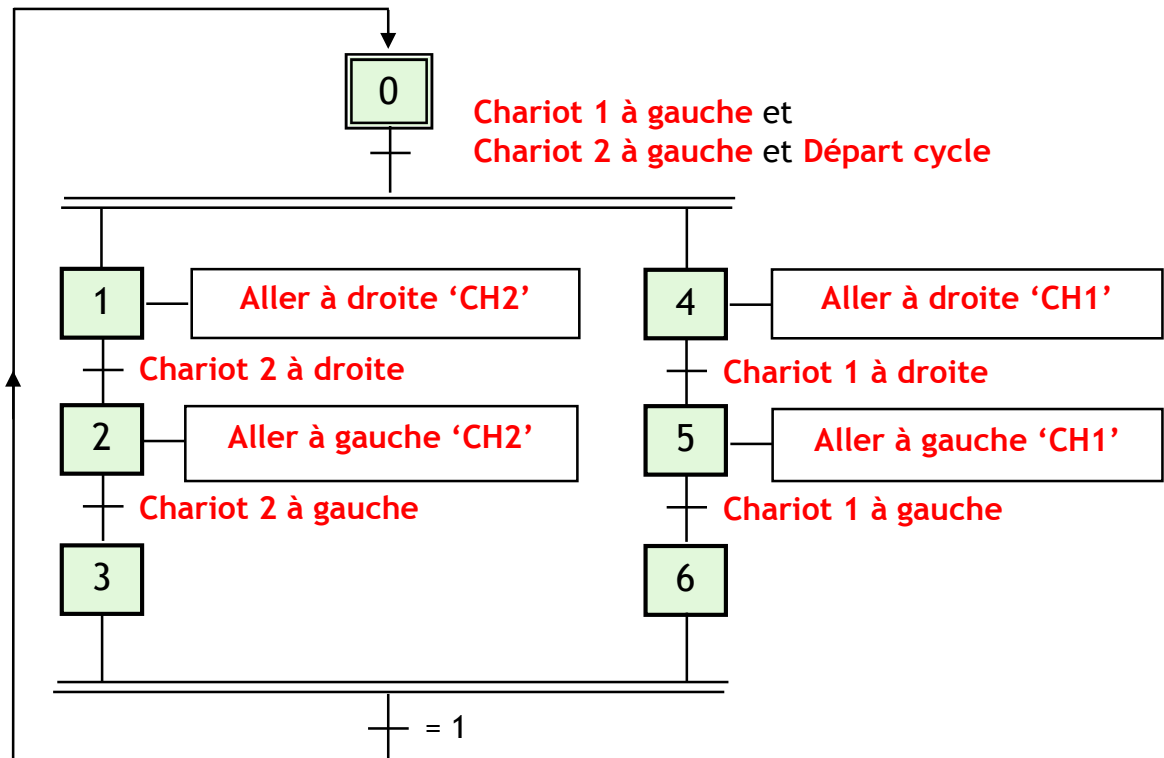 0
Chariot 1 à gauche et
Chariot 2 à gauche et Départ cycle
1
Aller à droite ‘CH2’
4
Aller à droite ‘CH1’
Chariot 2 à droite
Chariot 1 à droite
2
Aller à gauche ‘CH2’
5
Aller à gauche ‘CH1’
Chariot 2 à gauche
Chariot 1 à gauche
3
6
= 1